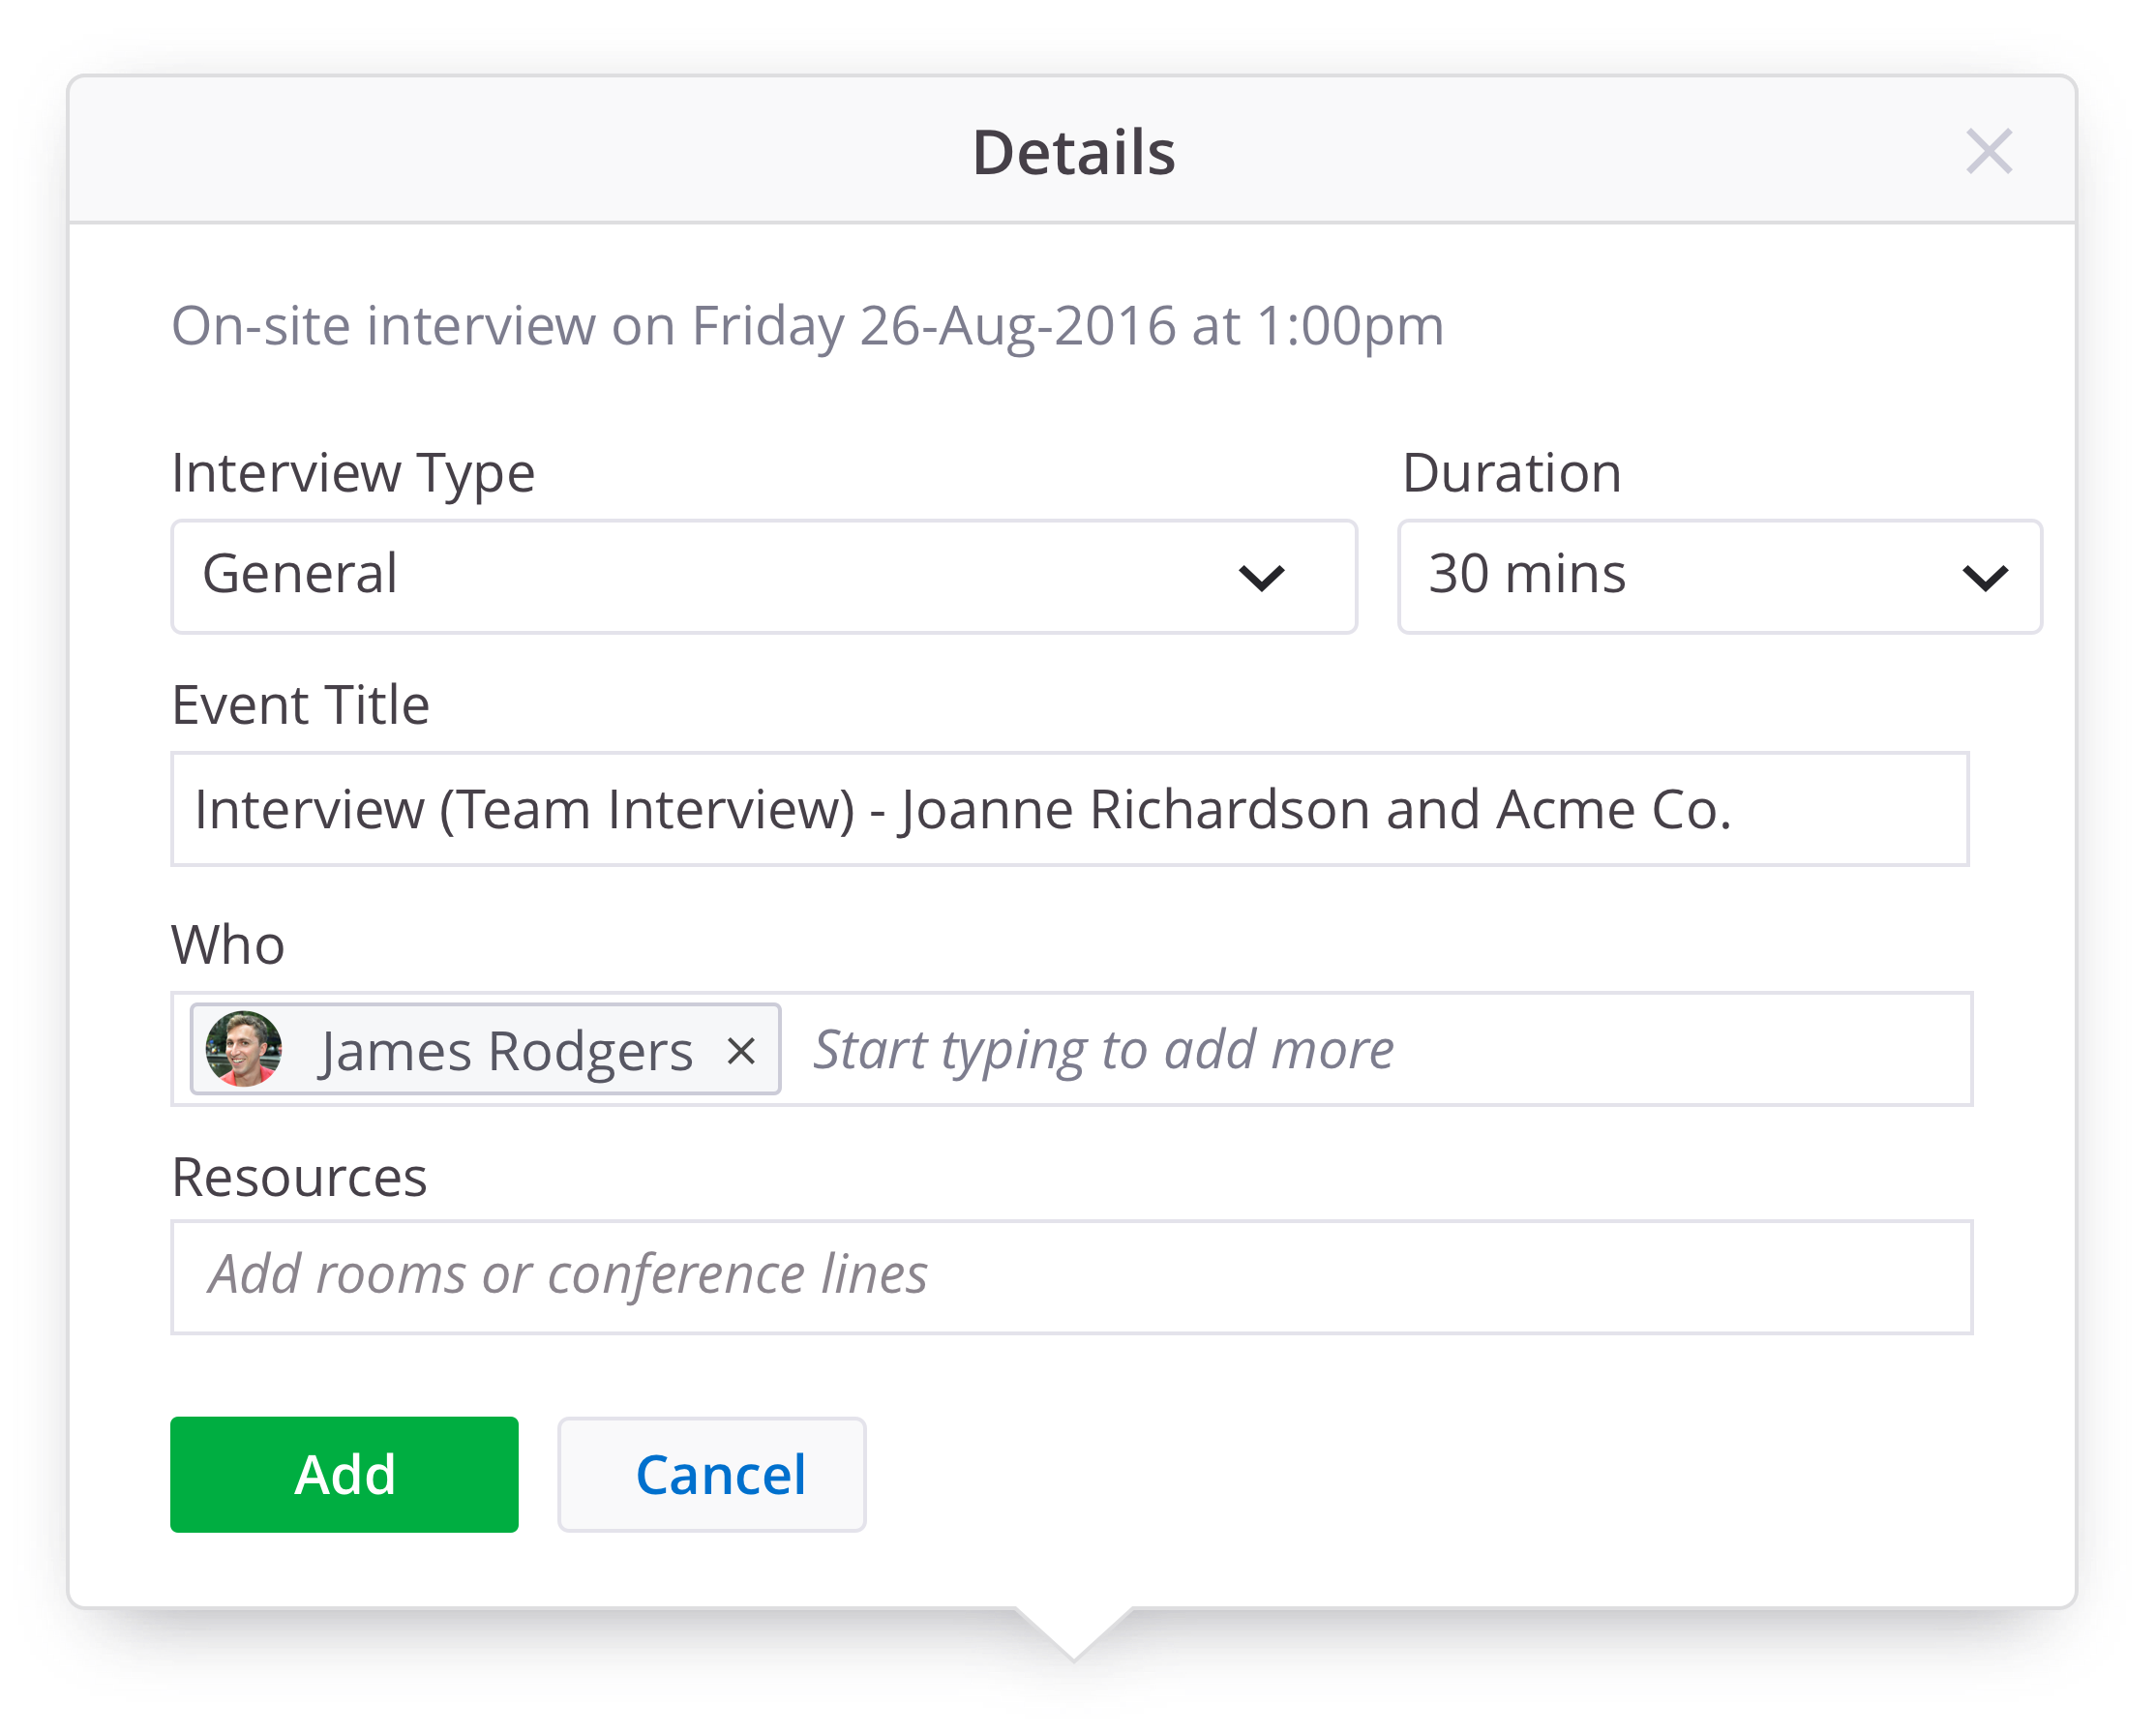 Details
On-site interview on Friday 26-Aug-2016 at 1:00pm
Interview Type
Duration
General
30 mins
Event Title
Interview (Team Interview) - Joanne Richardson and Acme Co.
Who
James Rodgers × Start typing to add more
Resources
Add rooms or conference lines
Add
Cancel